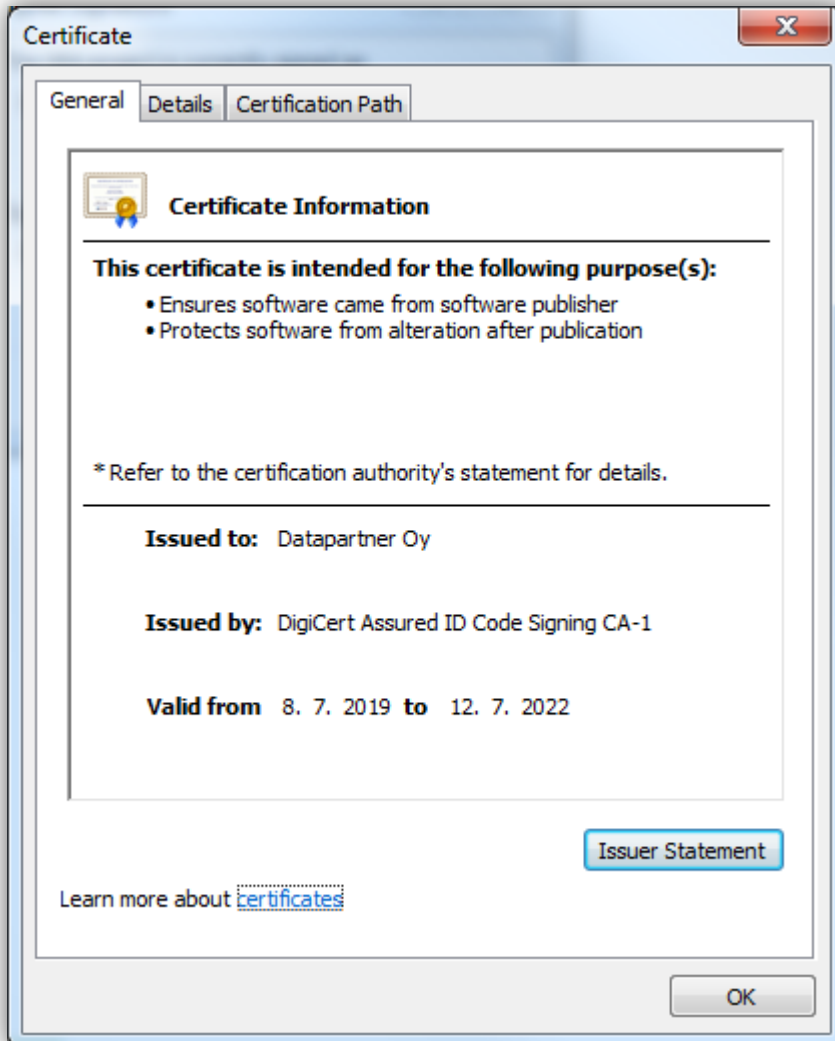 Certificate
General
Details
Certification Path
Certificate Information
This certificate is intended for the following purpose(s):
• Ensures software came from software publisher
• Protects software from alteration after publication
* Refer to the certification authority's statement for details.
Issued to: Datapartner Oy
Issued by: DigiCert Assured ID Code Signing CA-1
Valid from 8. 7. 2019 to 12. 7. 2022
Issuer Statement
Learn more about certificates
OK